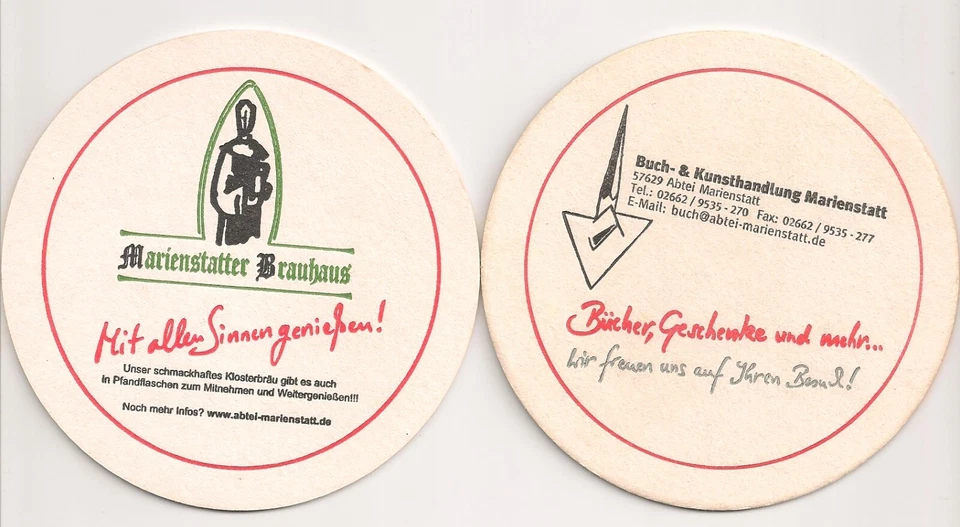 Marienstatter Brauhaus
Mit allen Sinnen genießen!
Unser schmackhaftes Klosterbräu gibt es auch
in Pfandflaschen zum Mitnehmen und Weitergenießen!!!
Noch mehr Infos? www.abtei-marienstatt.de
Buch- & Kunsthandlung Marienstatt
57629 Abtei Marienstatt
Tel.: 02662 / 9535 - 270 Fax: 02662 / 9535 - 277
E-Mail: buch@abtei-marienstatt.de
Bücher, Geschenke und mehr...
Wir freuen uns auf Ihren Besuch!